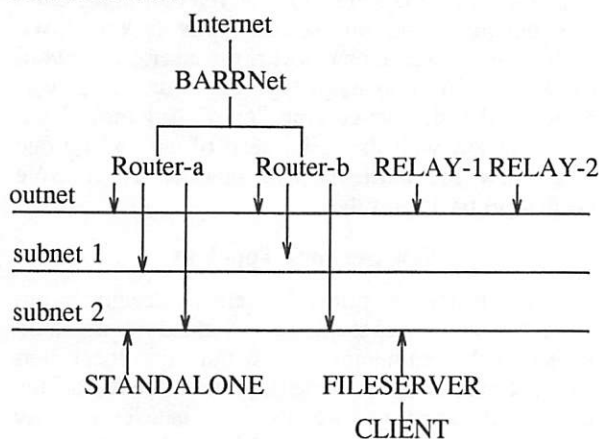 Internet
BARRNet
Router-a Router-b RELAY-1 RELAY-2
outnet
subnet 1
subnet 2
STANDALONE FILESERVER
CLIENT